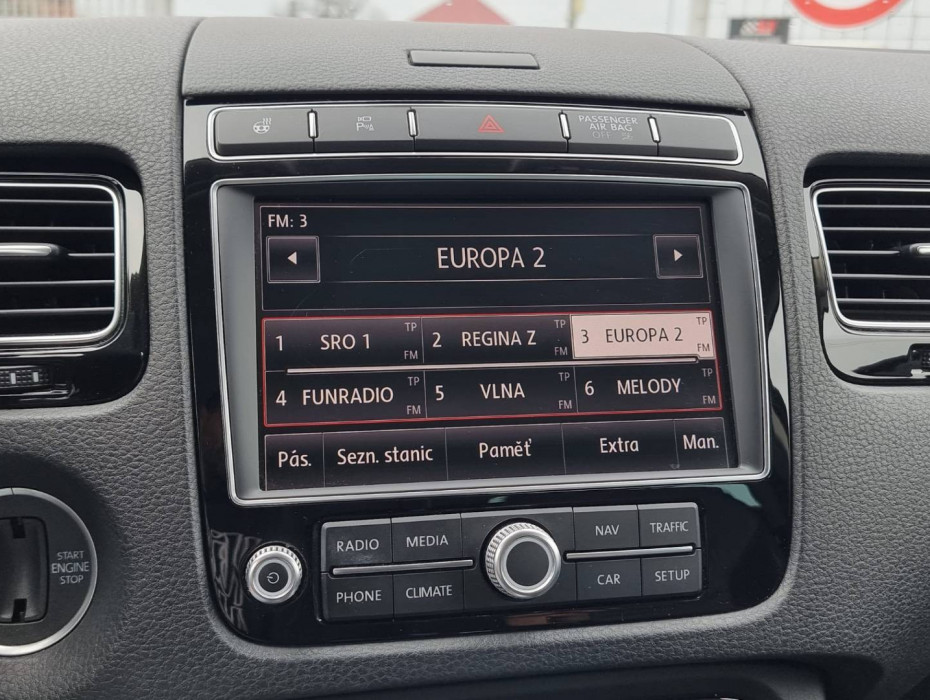 PASSENGER
AIR BAG
FM: 3
EUROPA 2
1 SRO 1 TP FM
2 REGINA Z TP FM
3 EUROPA 2 TP FM
4 FUNRADIO TP FM
5 VLNA TP FM
6 MELODY TP FM
Pás. Sezn. stanic Paměť Extra Man.
RADIO MEDIA NAV TRAFFIC
PHONE CLIMATE CAR SETUP
START
ENGINE
STOP